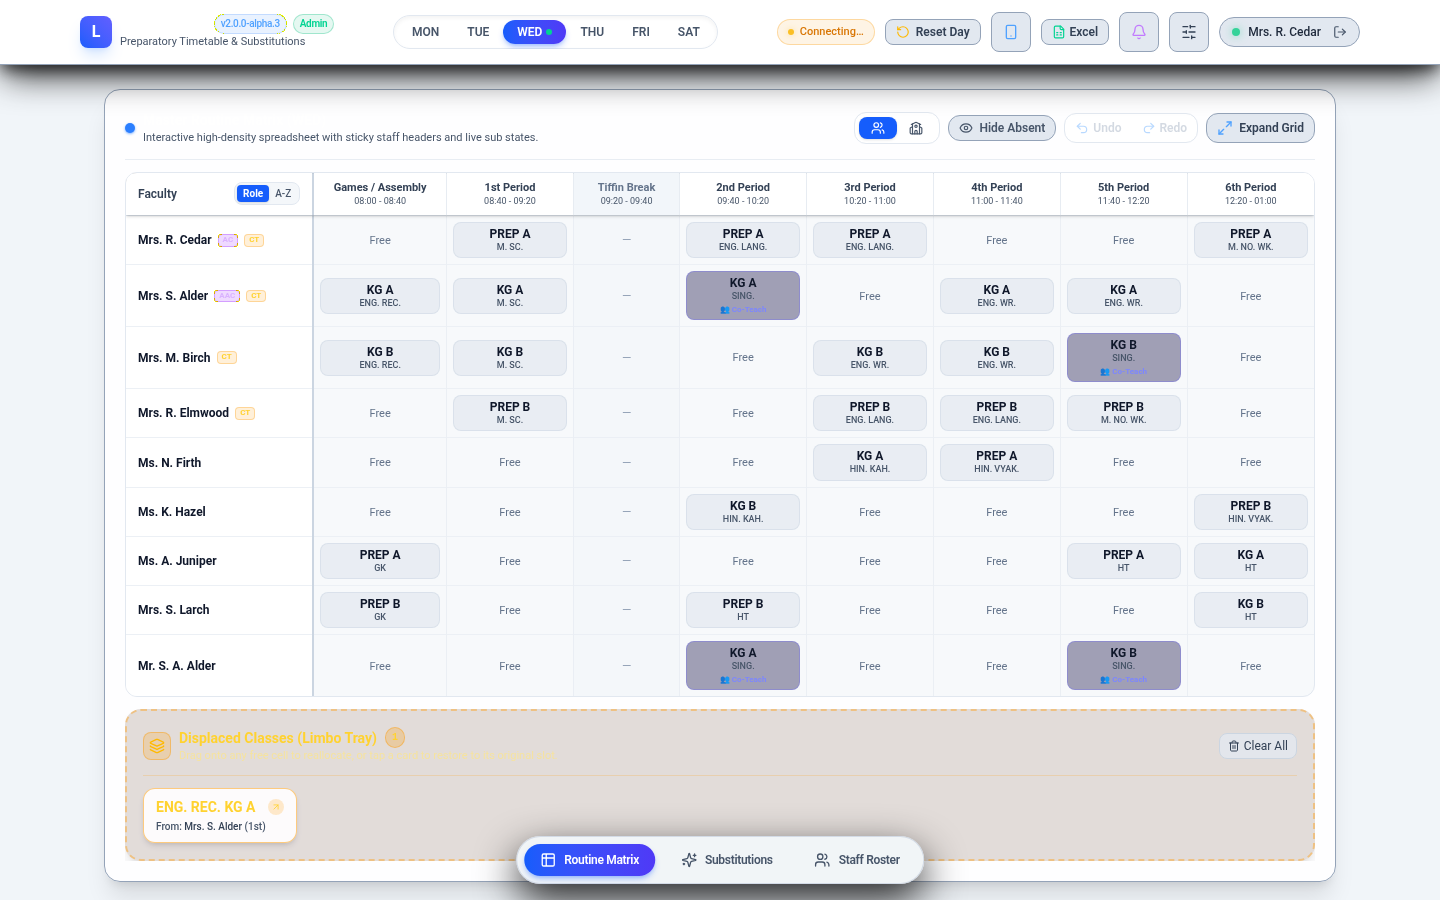 L
v2.0.0-alpha.3 Admin
Preparatory Timetable & Substitutions
MON TUE WED THU FRI SAT
Connecting... Reset Day Excel Mrs. R. Cedar
Interactive high-density spreadsheet with sticky staff headers and live sub states.
Hide Absent Undo Redo Expand Grid
Faculty Role A-Z Games / Assembly 1st Period Tiffin Break 2nd Period 3rd Period 4th Period 5th Period 6th Period
08:00 - 08:40 08:40 - 09:20 09:20 - 09:40 09:40 - 10:20 10:20 - 11:00 11:00 - 11:40 11:40 - 12:20 12:20 - 01:00
Mrs. R. Cedar AC CT Free PREP A — PREP A PREP A Free Free PREP A
M. SC. ENG. LANG. ENG. LANG. M. NO. WK.
Mrs. S. Alder AAC CT KG A KG A — KG A Free KG A KG A Free
ENG. REC. M. SC. SING. ENG. WR. ENG. WR.
Co-Teach
Mrs. M. Birch CT KG B KG B — Free KG B KG B KG B Free
ENG. REC. M. SC. ENG. WR. ENG. WR. SING.
Co-Teach
Mrs. R. Elmwood CT Free PREP B — Free PREP B PREP B PREP B Free
M. SC. ENG. LANG. ENG. LANG. M. NO. WK.
Ms. N. Firth Free Free — Free KG A PREP A Free Free
HIN. KAH. HIN. VYAK.
Ms. K. Hazel Free Free — KG B Free Free Free PREP B
HIN. KAH. HIN. VYAK.
Ms. A. Juniper PREP A Free — Free Free Free PREP A KG A
GK HT HT
Mrs. S. Larch PREP B Free — PREP B Free Free Free KG B
GK HT HT
Mr. S. A. Alder Free Free — KG A Free Free KG B Free
SING. SING.
Co-Teach Co-Teach
Displaced Classes (Limbo Tray)
Clear All
ENG. REC. KG A
From: Mrs. S. Alder (1st)
Routine Matrix Substitutions Staff Roster